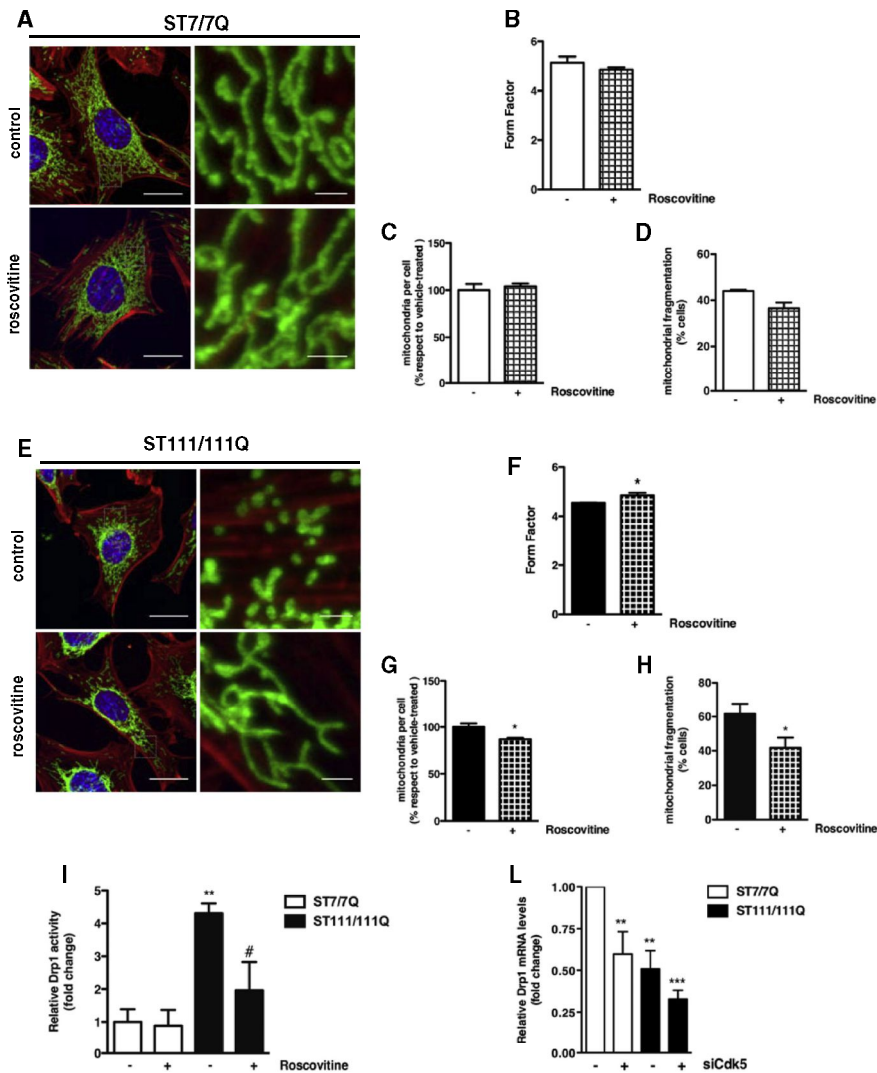 A
ST7/7Q
control
roscovitine
B
Form Factor
6
4
2
0
- +
Roscovitine
C
mitochondria per cell
(% respect to vehicle-treated )
150
100
50
0
- +
Roscovitine
D
mitochondrial fragmentation
(% cells)
60
40
20
0
- +
Roscovitine
E
ST111/111Q
control
roscovitine
F
Form Factor
6
4
2
0
*
- +
Roscovitine
G
mitochondria per cell
(% respect to vehicle-treated )
150
100
50
0
*
- +
Roscovitine
H
mitochondrial fragmentation
(% cells)
80
60
40
20
0
*
- +
Roscovitine
I
Relative Drp1 activity
(fold change)
5
4
3
2
1
0
**
#
ST7/7Q
ST111/111Q
- + - +
Roscovitine
L
Relative Drp1 mRNA levels
(fold change)
1.00
0.75
0.50
0.25
0.00
**
**
***
ST7/7Q
ST111/111Q
- + - +
siCdk5